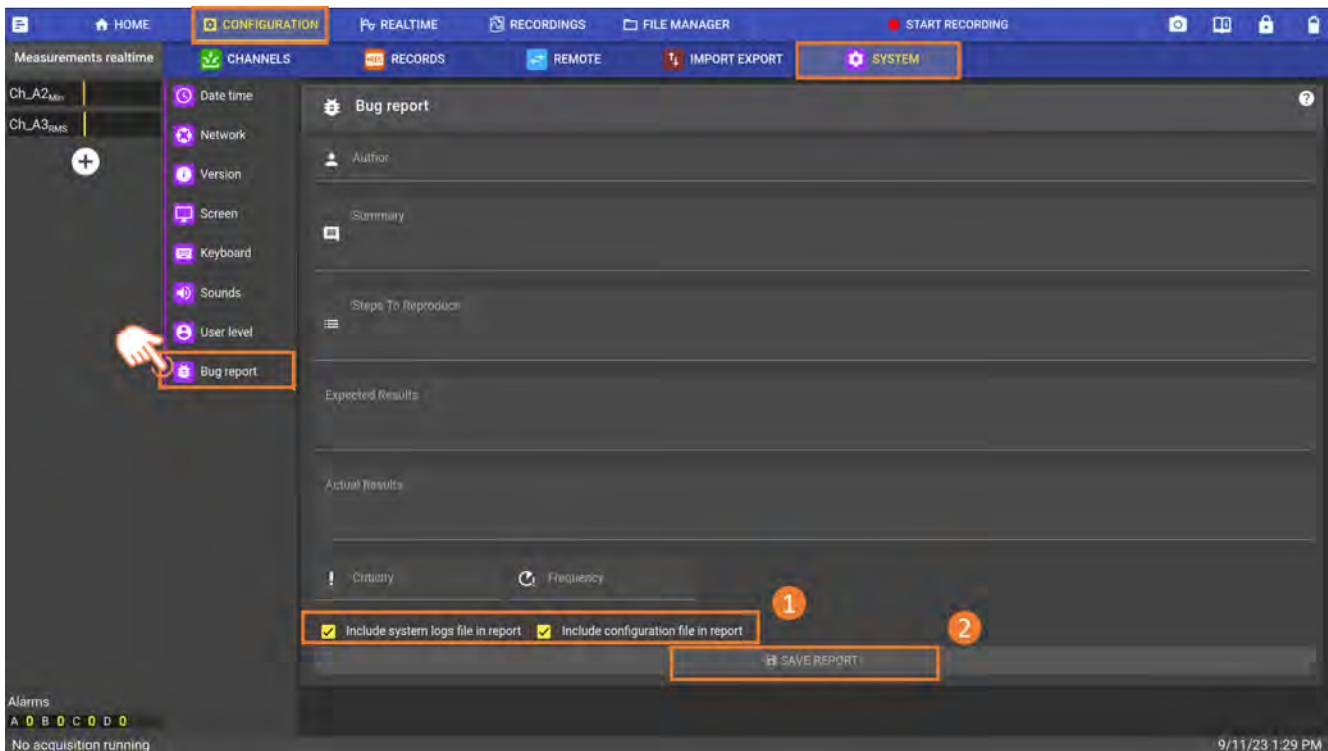 HOME CONFIGURATION REALTIME RECORDINGS FILE MANAGER START RECORDING
Measurements realtime CHANNELS RECORDS REMOTE IMPORT EXPORT SYSTEM
Ch_A2Min
Ch_A3RMS
Date time
Network
Version
Screen
Keyboard
Sounds
User level
Bug report
Bug report
Author
Summary
Steps To Reproduce
Expected Results
Actual Results
Criticity Frequency
1
Include system logs file in report Include configuration file in report
2
SAVE REPORT
Alarms
A 0 B 0 C 0 D 0
No acquisition running 9/11/23 1:29 PM